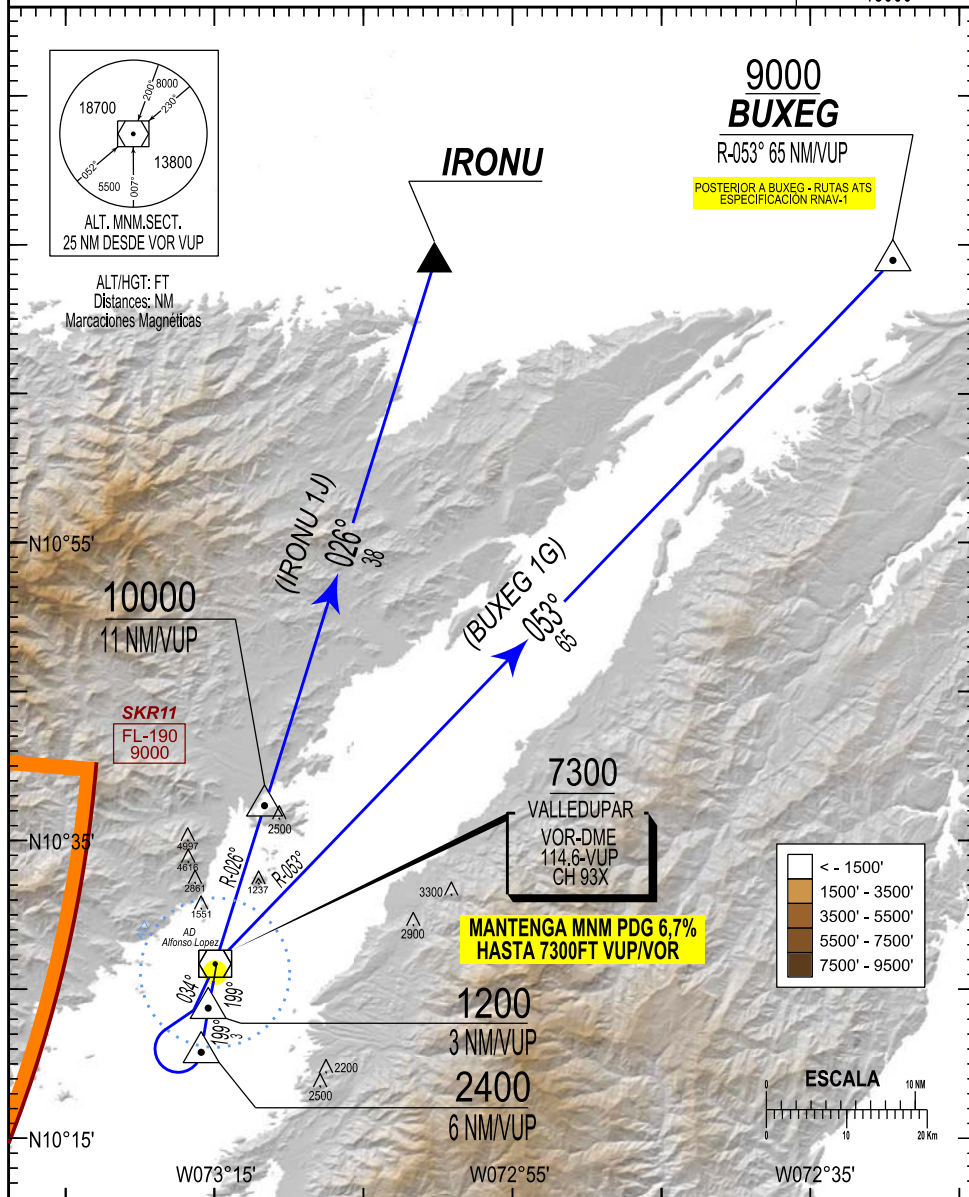 18700
200°
8000
230°
13800
052°
5500
007°
ALT. MNM.SECT.
25 NM DESDE VOR VUP
ALT/HGT: FT
Distances: NM
Marcaciones Magnéticas
IRONU
9000
BUXEG
R-053° 65 NM/VUP
POSTERIOR A BUXEG - RUTAS ATS
ESPECIFICACIÓN RNAV-1
(IRONU 1J)
026°
38
(BUXEG 1G)
053°
65
N10°55'
10000
11 NM/VUP
SKR11
FL-190
9000
7300
VALLEDUPAR
VOR-DME
114.6-VUP
CH 93X
N10°35'
2500
4997
4616
2861
1551
1237
R-026°
R-053°
3300
2900
AD
Alfonso Lopez
MANTENGA MNM PDG 6,7%
HASTA 7300FT VUP/VOR
< - 1500'
1500' - 3500'
3500' - 5500'
5500' - 7500'
7500' - 9500'
034°
199°
199°
3
1200
3 NM/VUP
2400
6 NM/VUP
2200
2500
ESCALA
0
10 NM
0
10
20 Km
N10°15'
W073°15'
W072°55'
W072°35'